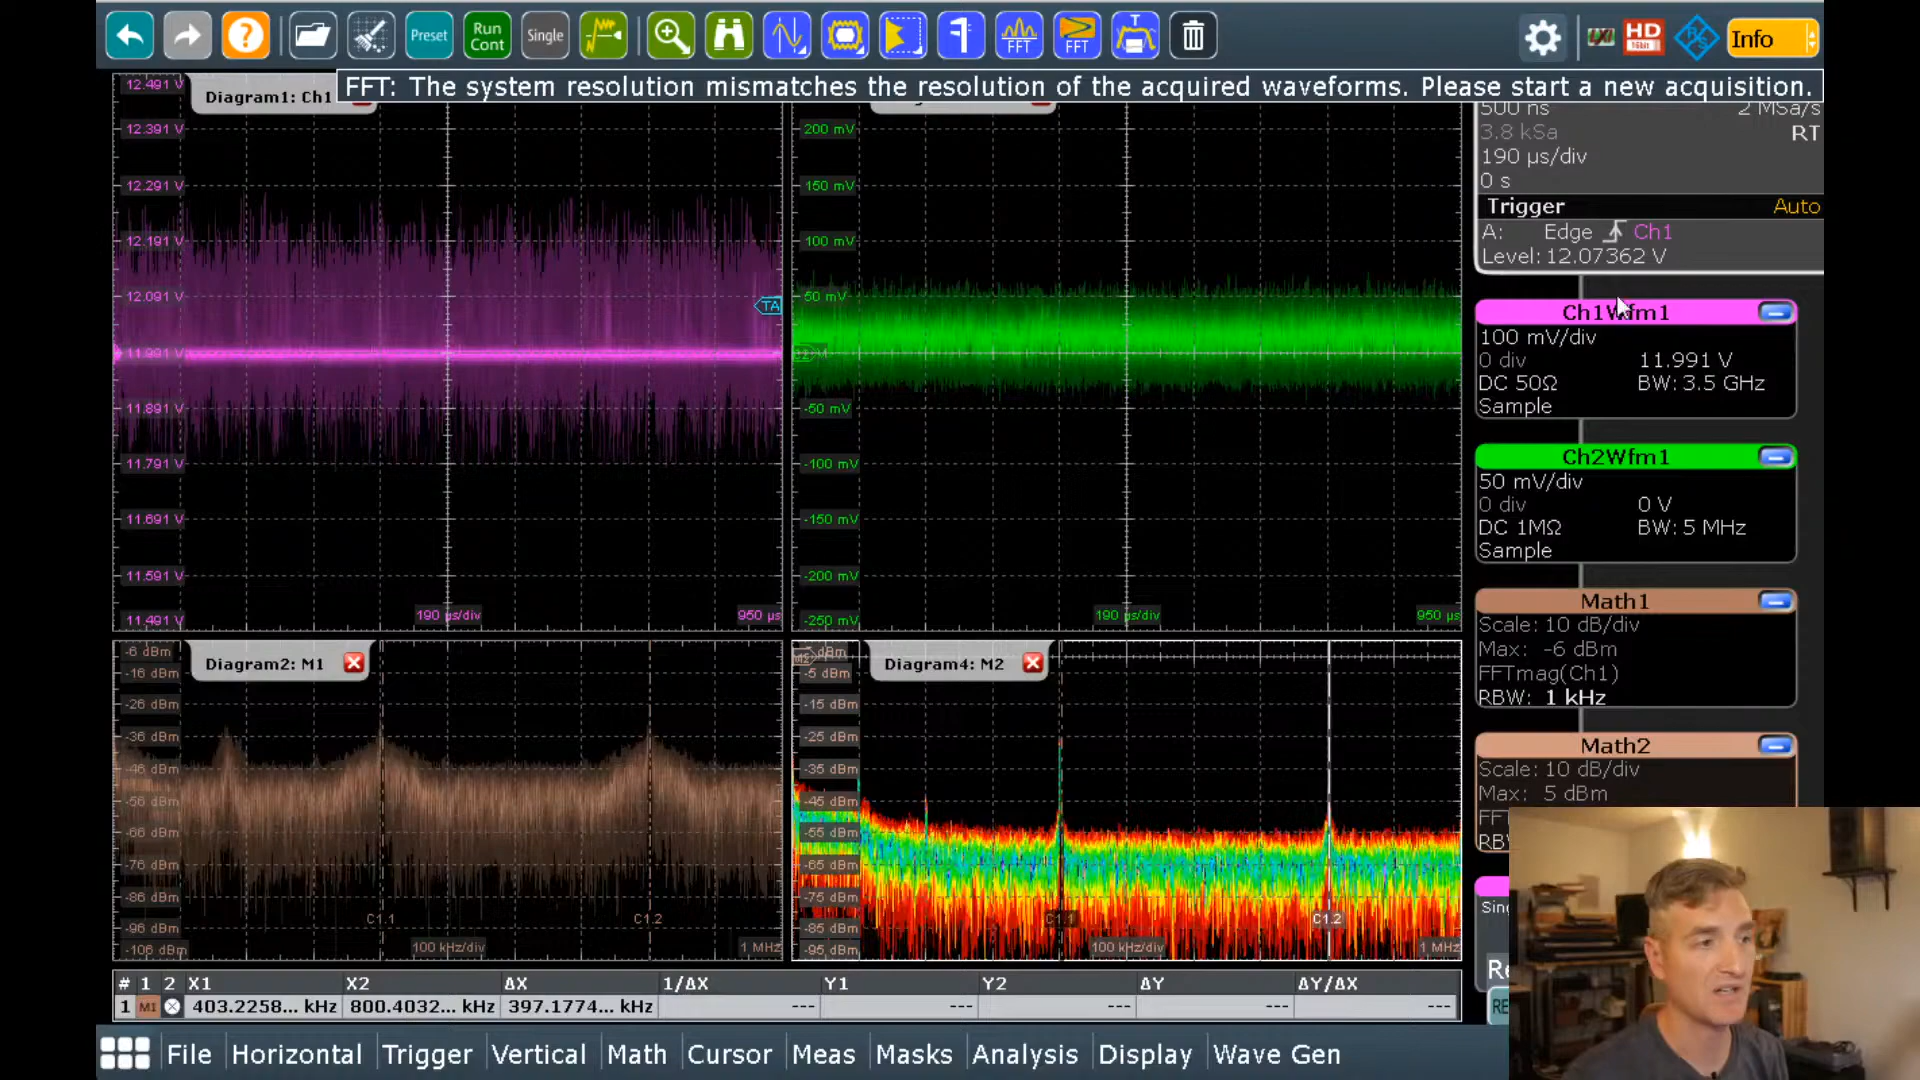 Preset
Run Cont
Single
FFT
FFT
T
HD
16bit
Info
FFT: The system resolution mismatches the resolution of the acquired waveforms. Please start a new acquisition.
Diagram1: Ch1
12.491 V
12.391 V
12.291 V
12.191 V
12.091 V
11.991 V
11.891 V
11.791 V
11.691 V
11.591 V
11.491 V
TA
190 µs/div
950 µs
200 mV
150 mV
100 mV
50 mV
-50 mV
-100 mV
-150 mV
-200 mV
-250 mV
190 µs/div
950 µs
500 ns 2 MSa/s
3.8 kSa RT
190 µs/div
0 s
Trigger Auto
A: Edge Ch1
Level: 12.07362 V
Ch1Wfm1
100 mV/div
0 div 11.991 V
DC 50Ω BW: 3.5 GHz
Sample
Ch2Wfm1
50 mV/div
0 div 0 V
DC 1MΩ BW: 5 MHz
Sample
Math1
Scale: 10 dB/div
Max: -6 dBm
FFTmag(Ch1)
RBW: 1 kHz
Math2
Scale: 10 dB/div
Max: 5 dBm
Diagram2: M1
-6 dBm
-16 dBm
-26 dBm
-36 dBm
-46 dBm
-56 dBm
-66 dBm
-76 dBm
-86 dBm
-96 dBm
-106 dBm
C1.1
C1.2
100 kHz/div
1 MHz
Diagram4: M2
dBm
-5 dBm
-15 dBm
-25 dBm
-35 dBm
-45 dBm
-55 dBm
-65 dBm
-75 dBm
-85 dBm
-95 dBm
C1.1
C1.2
100 kHz/div
1 MHz
# 1 2 X1 X2 ΔX 1/ΔX Y1 Y2 ΔY ΔY/ΔX
1 M1 403.2258... kHz 800.4032... kHz 397.1774... kHz --- --- --- --- ---
File Horizontal Trigger Vertical Math Cursor Meas Masks Analysis Display Wave Gen